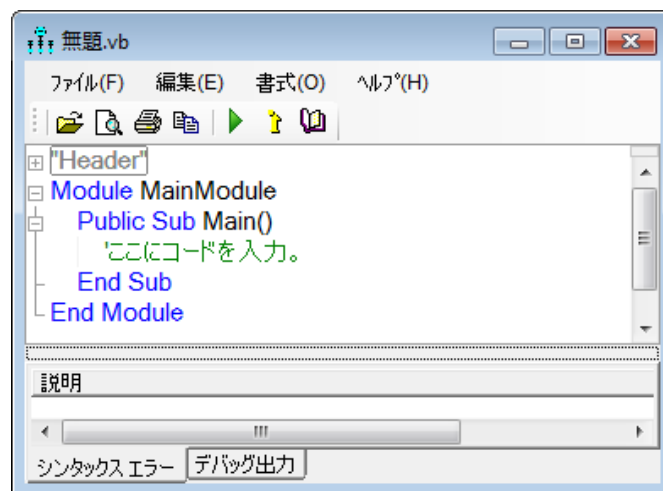 無題.vb
ファイル(F) 編集(E) 書式(O) ヘルプ(H)
"Header"
Module MainModule
Public Sub Main()
'ここにコードを入力。
End Sub
End Module
説明
シンタックス エラー デバッグ出力